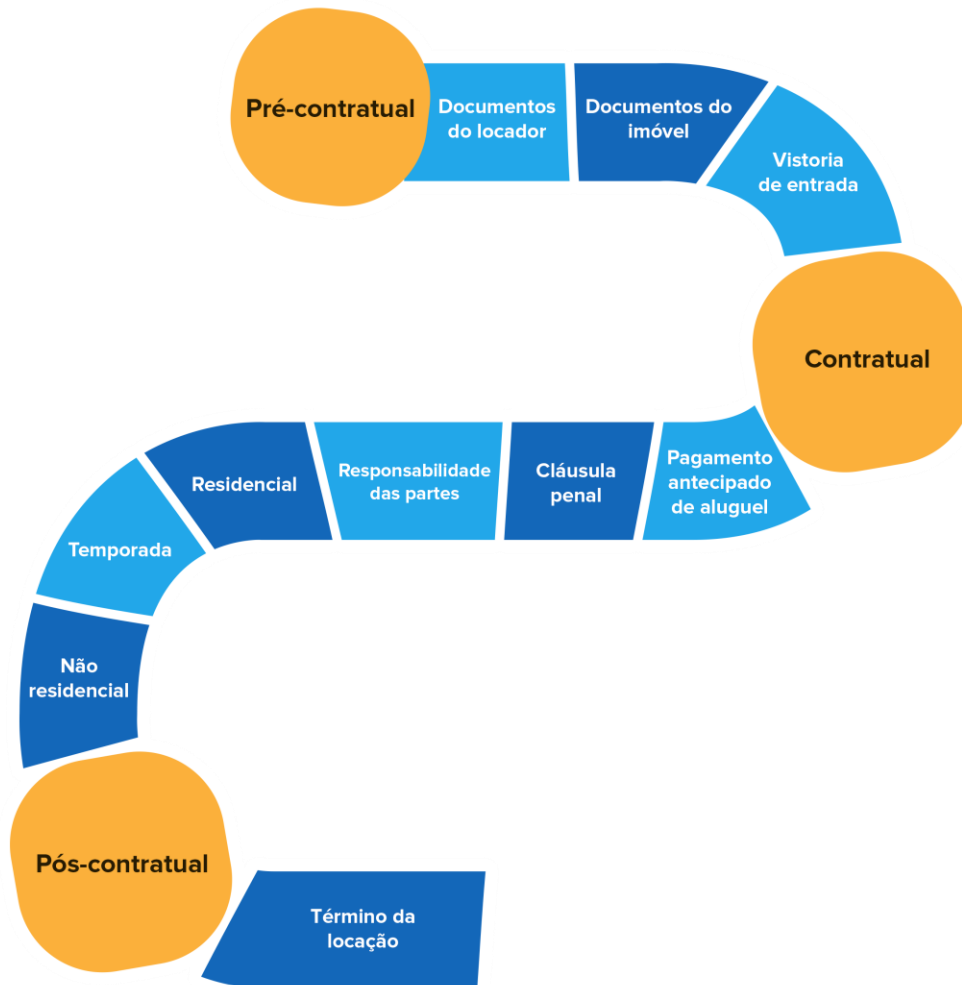 Pré-contratual
Documentos
do locador
Documentos do
imóvel
Vistoria
de entrada
Contratual
Pagamento
antecipado
de aluguel
Cláusula
penal
Responsabilidade
das partes
Residencial
Temporada
Não
residencial
Pós-contratual
Término da
locação